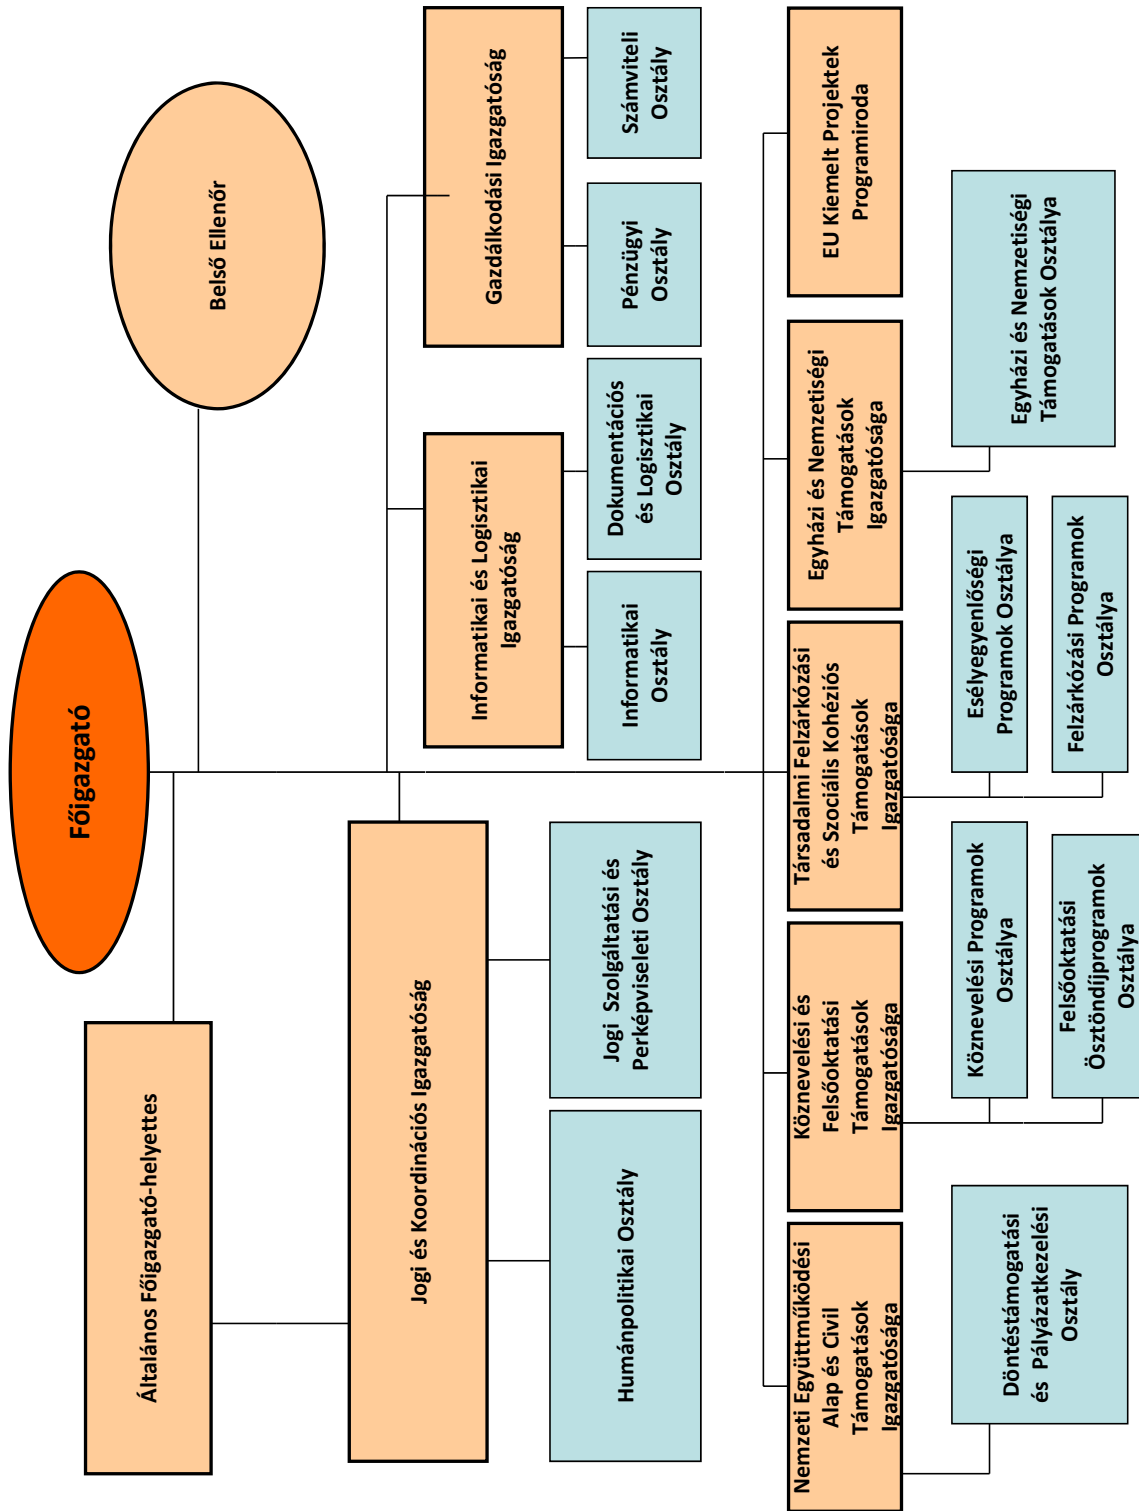 Főigazgató
Belső Ellenőr
Általános Főigazgató-helyettes
Jogi és Koordinációs Igazgatóság
Humánpolitikai Osztály
Jogi Szolgáltatási és
Perképviseleti Osztály
Informatikai és Logisztikai
Igazgatóság
Informatikai
Osztály
Dokumentációs
és Logisztikai
Osztály
Gazdálkodási Igazgatóság
Pénzügyi
Osztály
Számviteli
Osztály
Nemzeti Együttműködési
Alap és Civil
Támogatások
Igazgatósága
Döntéstámogatási
és Pályázatkezelési
Osztály
Köznevelési és
Felsőoktatási
Támogatások
Igazgatósága
Köznevelési Programok
Osztálya
Felsőoktatási
Ösztöndíjprogramok
Osztálya
Társadalmi Felzárkózási
és Szociális Kohéziós
Támogatások
Igazgatósága
Esélyegyenlőségi
Programok Osztálya
Felzárkózási Programok
Osztálya
Egyházi és Nemzetiségi
Támogatások
Igazgatósága
Egyházi és Nemzetiségi
Támogatások Osztálya
EU Kiemelt Projektek
Programiroda